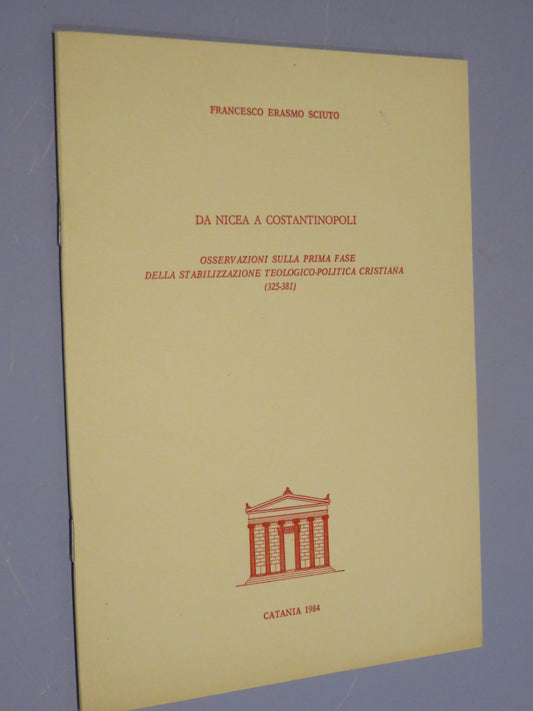 FRANCESCO ERASMO SCIUTO
DA NICEA A COSTANTINOPOLI
OSSERVAZIONI SULLA PRIMA FASE
DELLA STABILIZZAZIONE TEOLOGICO-POLITICA CRISTIANA
(325-381)
CATANIA 1984